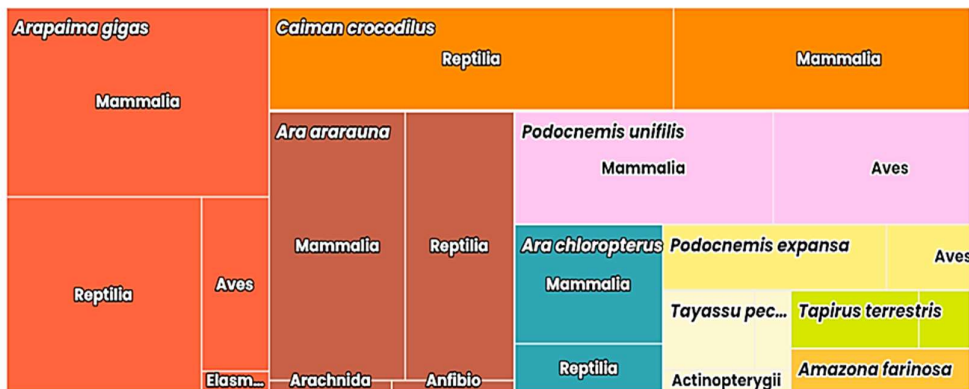 Arapaima gigas
Mammalia
Reptilia
Aves
Elasm...
Caiman crocodilus
Reptilia
Mammalia
Ara ararauna
Mammalia
Reptilia
Arachnida
Anfibio
Podocnemis unifilis
Mammalia
Aves
Ara chloropterus
Mammalia
Reptilia
Podocnemis expansa
Aves
Tayassu pec...
Actinopterygii
Tapirus terrestris
Amazona farinosa